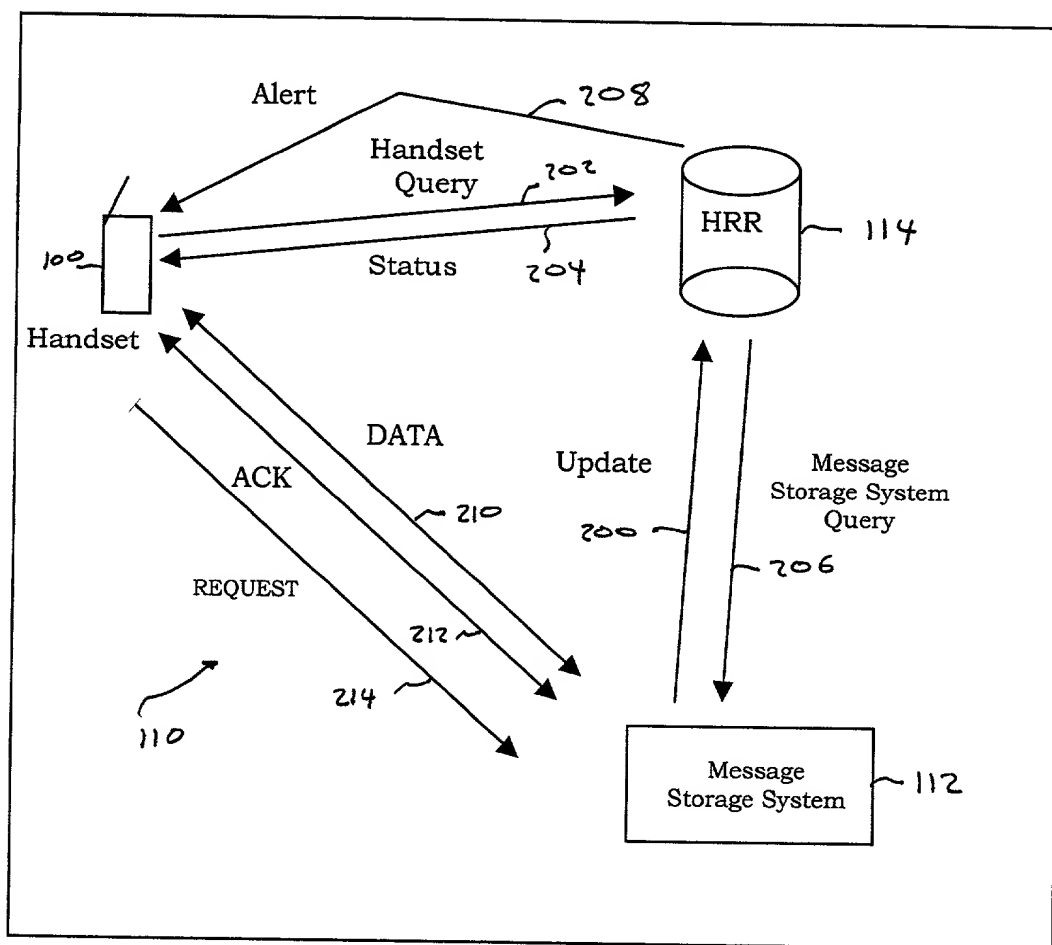 Alert
208
Handset
Query
202
HRR
114
100
Status
204
Handset
DATA
Update
Message
Storage System
Query
ACK
210
200
206
REQUEST
212
214
110
Message
Storage System
112